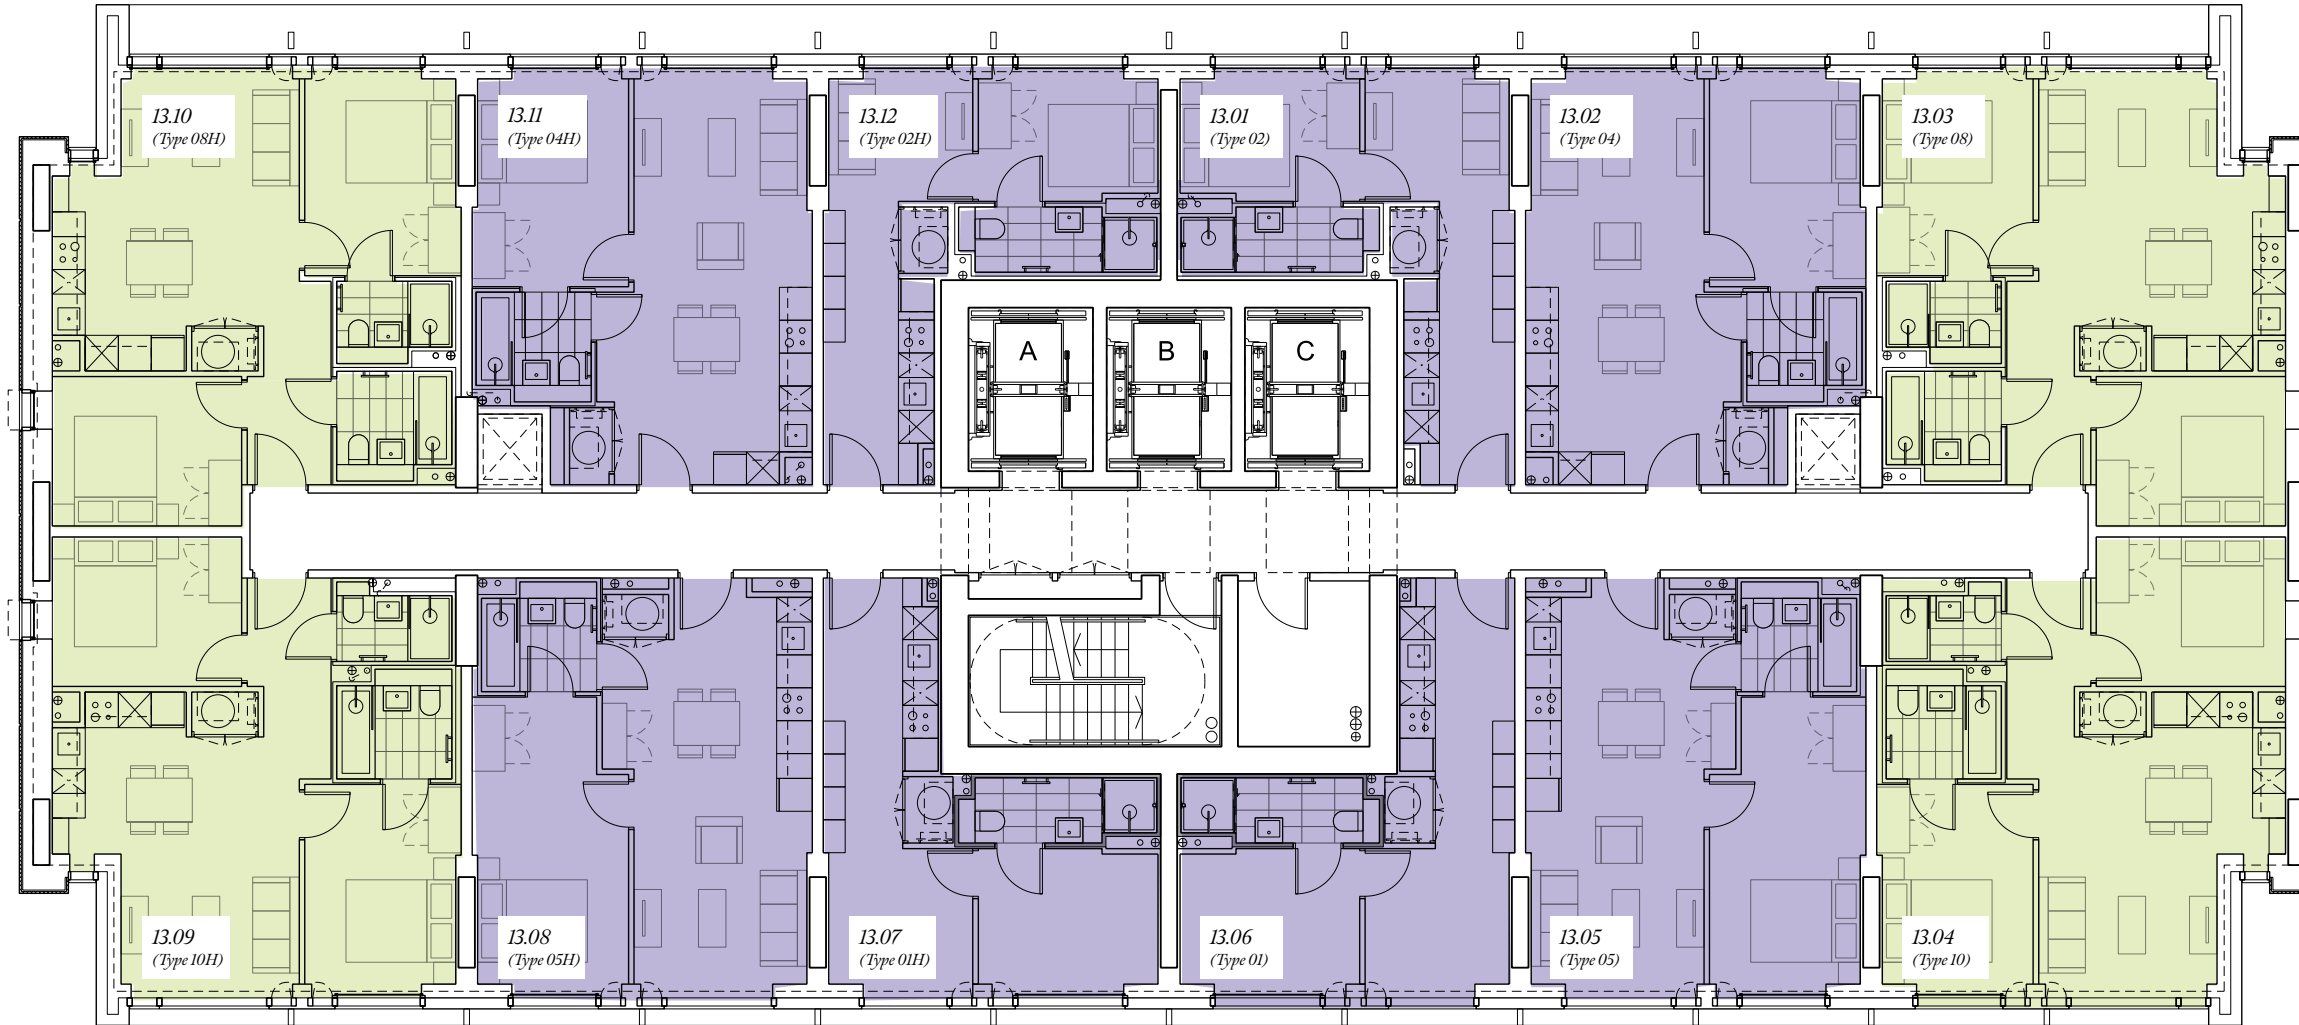 13.10
(Type 08H)
13.11
(Type 04H)
13.12
(Type 02H)
13.01
(Type 02)
13.02
(Type 04)
13.03
(Type 08)
A
B
C
13.09
(Type 10H)
13.08
(Type 05H)
13.07
(Type 01H)
13.06
(Type 01)
13.05
(Type 05)
13.04
(Type 10)